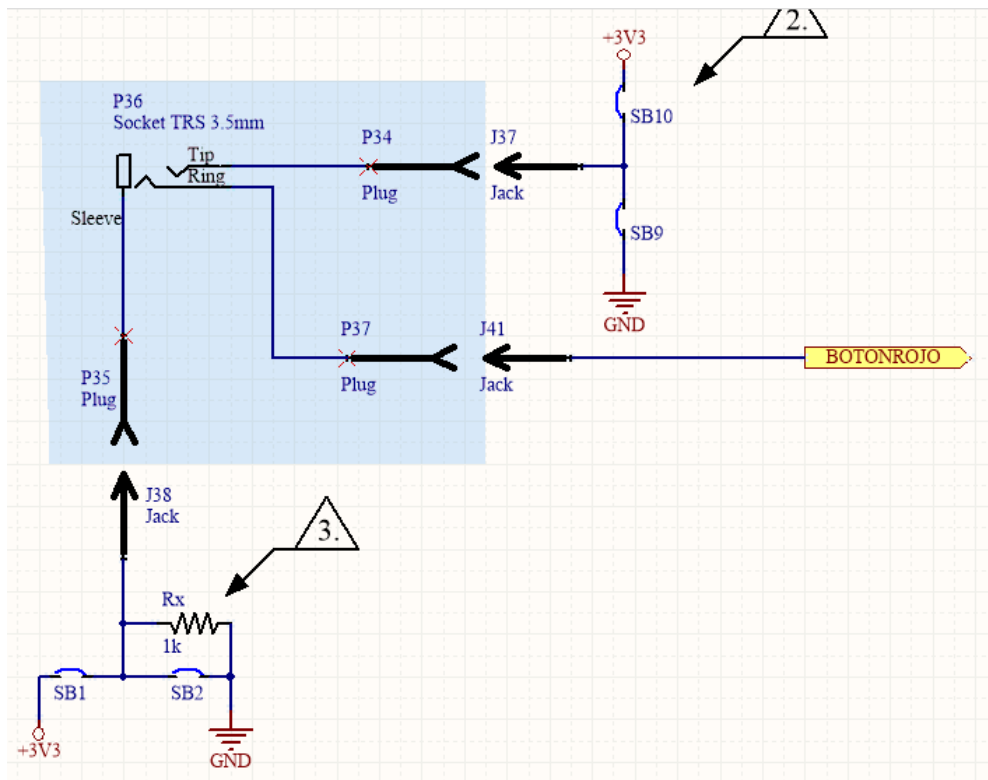 2.
+3V3
P36
Socket TRS 3.5mm
SB10
P34
J37
Tip
Ring
Plug
Jack
Sleeve
SB9
GND
P37
J41
BOTONROJO
Plug
Jack
P35
Plug
J38
Jack
3.
Rx
1k
SB1
SB2
+3V3
GND